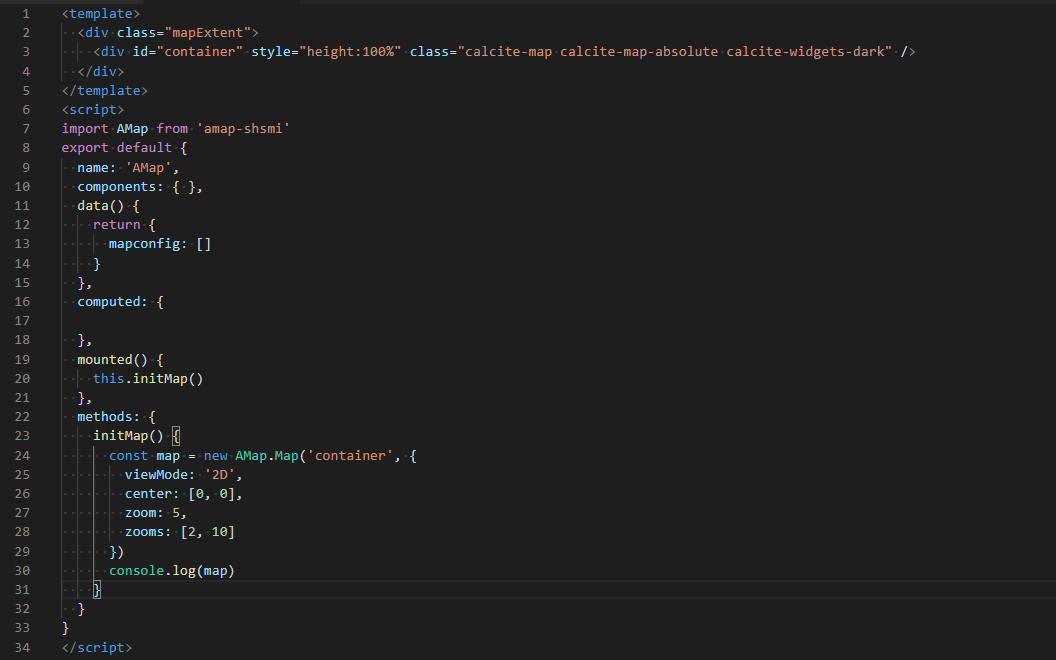 1 <template>
2 <div class="mapExtent">
3 <div id="container" style="height:100%" class="calcite-map calcite-map-absolute calcite-widgets-dark" />
4 </div>
5 </template>
6 <script>
7 import AMap from 'amap-shsmi'
8 export default {
9 name: 'AMap',
10 components: { },
11 data() {
12 return {
13 mapconfig: []
14 }
15 },
16 computed: {
17
18 },
19 mounted() {
20 this.initMap()
21 },
22 methods: {
23 initMap() {
24 const map = new AMap.Map('container', {
25 viewMode: '2D',
26 center: [0, 0],
27 zoom: 5,
28 zooms: [2, 10]
29 })
30 console.log(map)
31 }
32 }
33 }
34 </script>